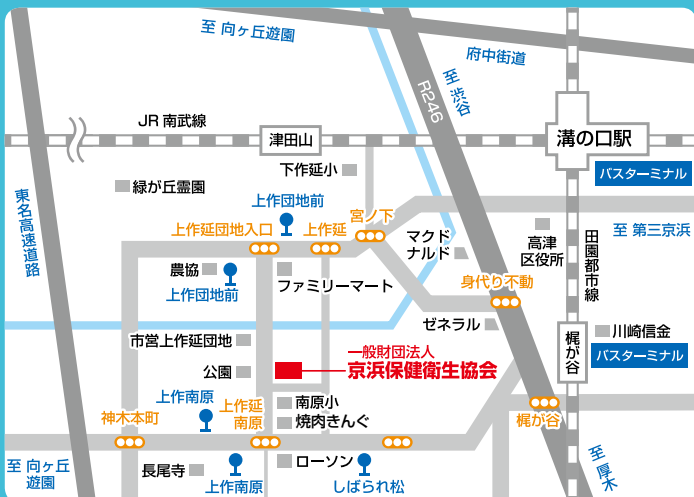 至 向ヶ丘遊園
府中街道
至 渋谷
R246
JR 南武線
津田山
溝の口駅
バスターミナル
下作延小
緑が丘霊園
上作団地前
宮ノ下
上作延団地入口
上作延
東名高速道路
マクド
ナルド
高津
区役所
田園都市線
至 第三京浜
農協
上作団地前
ファミリーマート
身代り不動
ゼネラル
市営上作延団地
梶が谷
川崎信金
バスターミナル
一般財団法人
京浜保健衛生協会
公園
上作南原
上作延
南原
南原小
焼肉きんぐ
神木本町
梶が谷
至 向ヶ丘
遊園
長尾寺
上作南原
ローソン
しばられ松
至 厚木